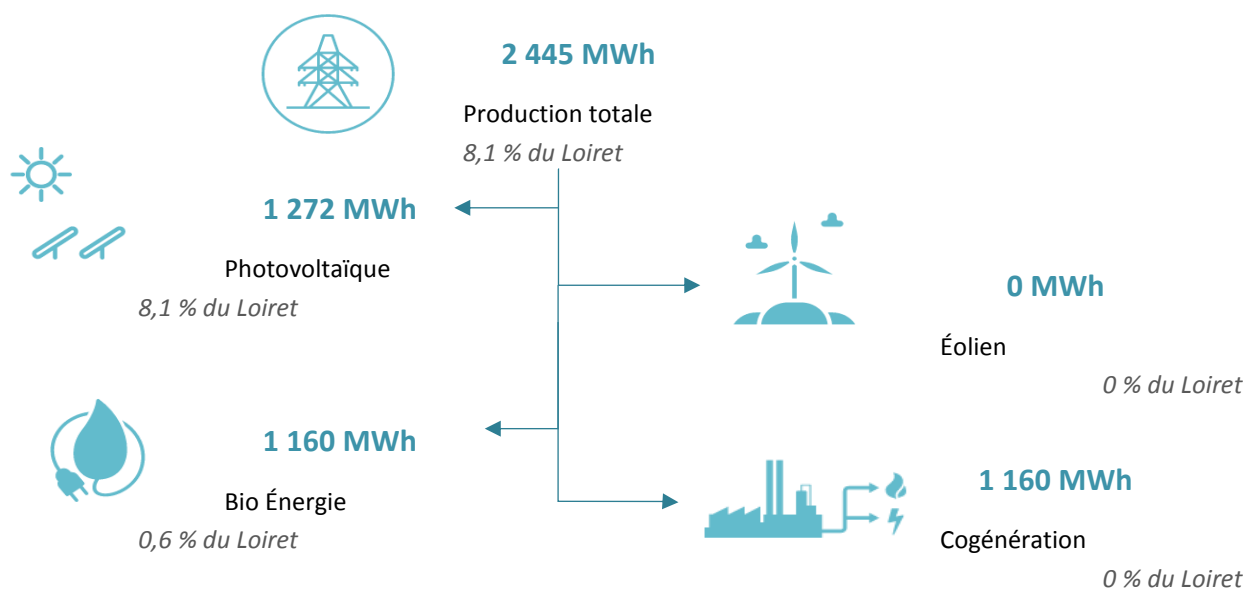 2 445 MWh
Production totale
8,1 % du Loiret
1 272 MWh
Photovoltaïque
8,1 % du Loiret
0 MWh
Éolien
0 % du Loiret
1 160 MWh
Bio Énergie
0,6 % du Loiret
1 160 MWh
Cogénération
0 % du Loiret